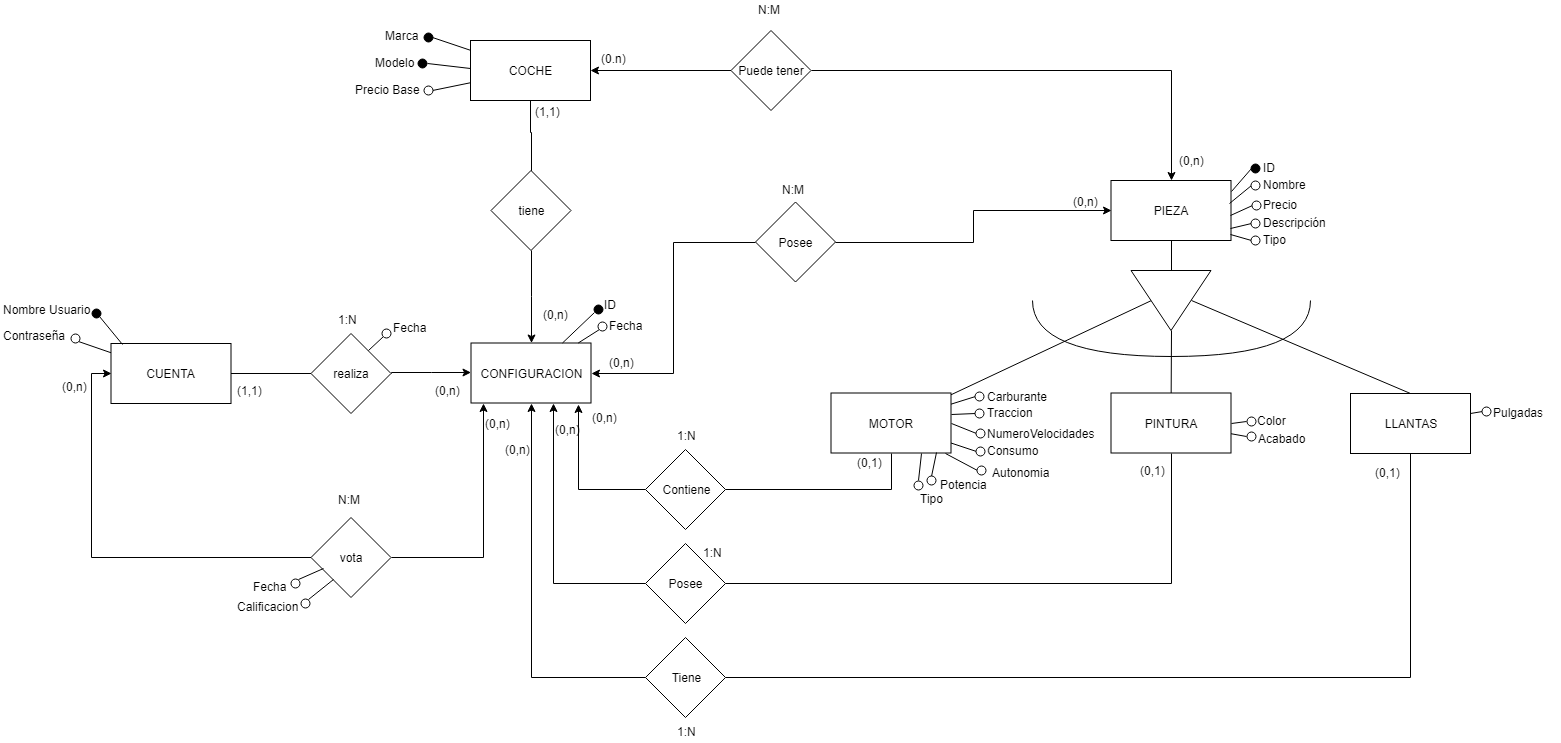 N:M
Marca
Modelo
Precio Base
COCHE
(0.n)
Puede tener
(1,1)
(0,n)
ID
Nombre
Precio
Descripción
Tipo
PIEZA
tiene
N:M
(0,n)
Posee
Nombre Usuario
Contraseña
CUENTA
(0,n)
(1,1)
1:N
Fecha
realiza
(0,n)
(0,n)
ID
Fecha
CONFIGURACION
(0,n)
(0,n)
(0,n)
(0,n)
(0,n)
MOTOR
Carburante
Traccion
NumeroVelocidades
Consumo
Autonomia
Potencia
Tipo
(0,1)
PINTURA
Color
Acabado
(0,1)
LLANTAS
Pulgadas
(0,1)
1:N
Contiene
N:M
vota
Fecha
Calificacion
1:N
Posee
Tiene
1:N